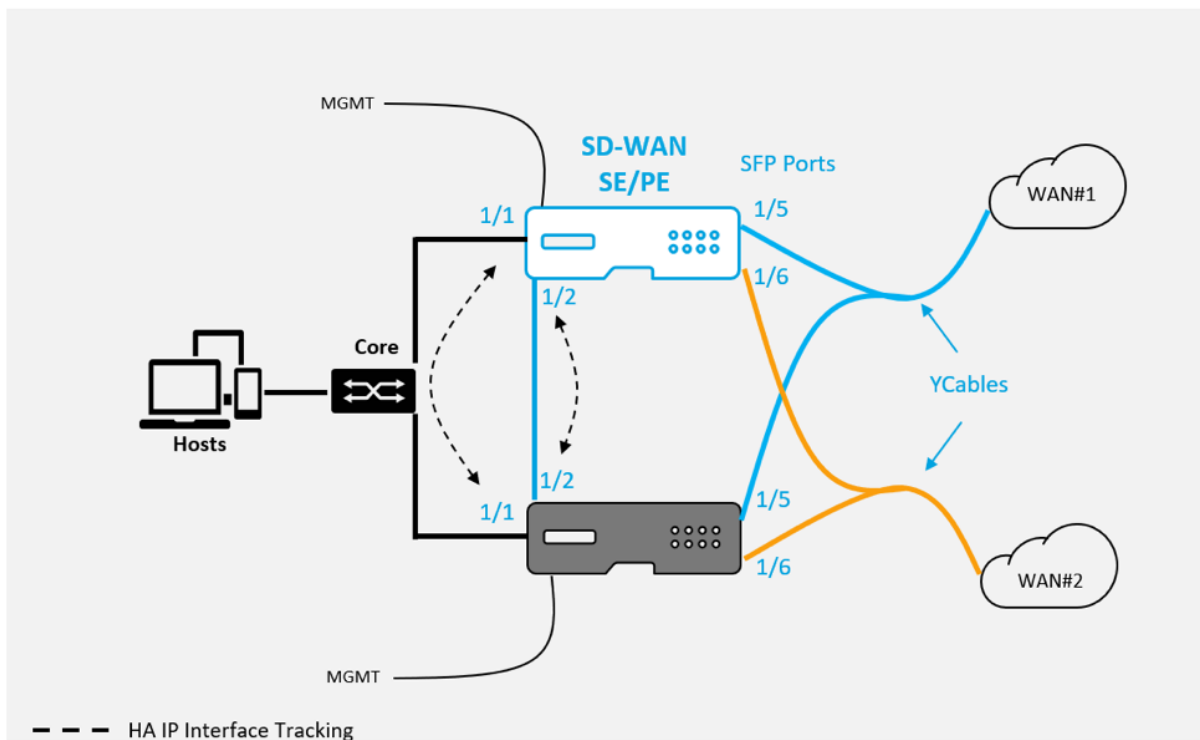 MGMT
SD-WAN
SE/PE
SFP Ports
1/1
1/5
WAN#1
1/6
1/2
Core
YCables
Hosts
1/2
1/1
1/5
1/6
WAN#2
MGMT
HA IP Interface Tracking